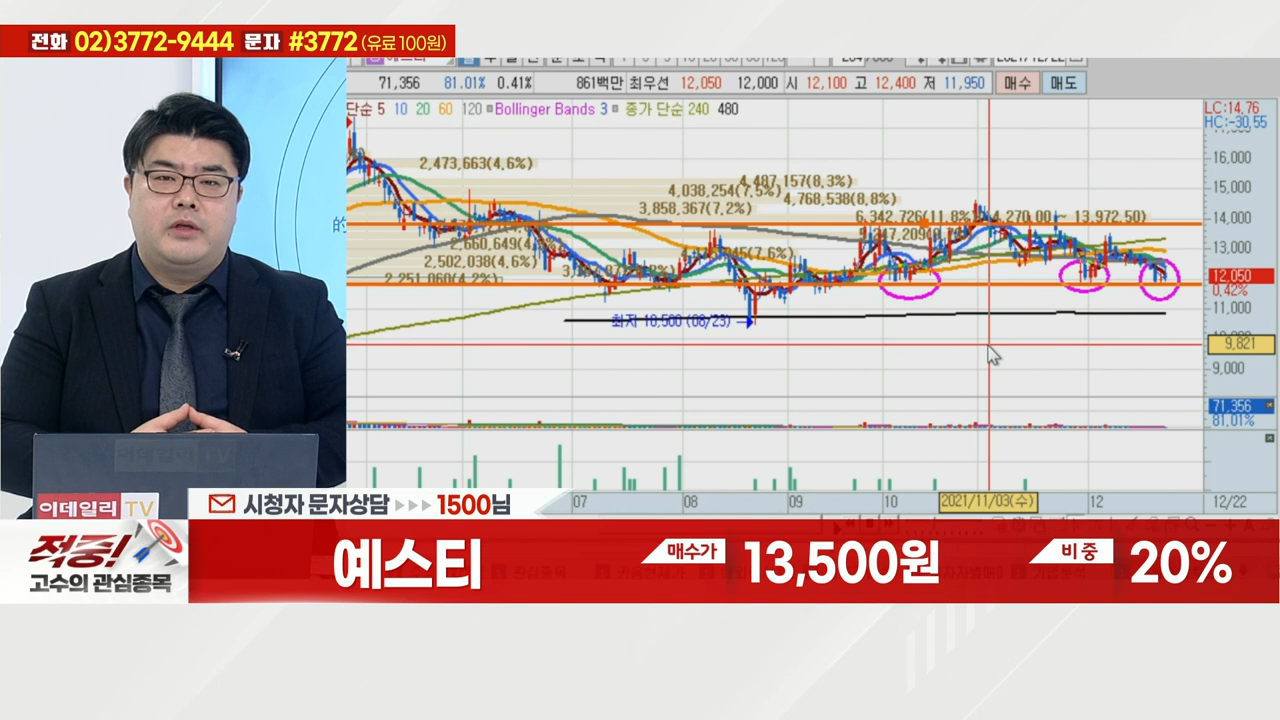 전화 02)3772-9444 문자 #3772 (유료 100원)
71,356 81.01% 0.41% 861백만 최우선 12,050 12,000 시 12,100 고 12,400 저 11,950 매수 매도
단순 5 10 20 60 120 Bollinger Bands 3 종가 단순 240 480
LC:14,76
HC:-30,55
16,000
15,000
14,000
13,000
12,050
0,42%
11,000
9,821
9,000
71,356
81,01%
2,473,663(4,6%)
4,487,157(8,3%)
4,038,254(7,5%)
4,768,538(8,8%)
3,858,367(7,2%)
6,342,726(11,8%)
13,972,50)
2,660,649(4
2,502,038(4,6%)
2,251,060(4,2%)
최저 10,500 (08/23)
的
07 08 09 10 2021/11/03(수) 12 12/22
이데일리 TV
시청자 문자상담 1500님
적중!
고수의 관심종목
예스티 매수가 13,500원 비중 20%